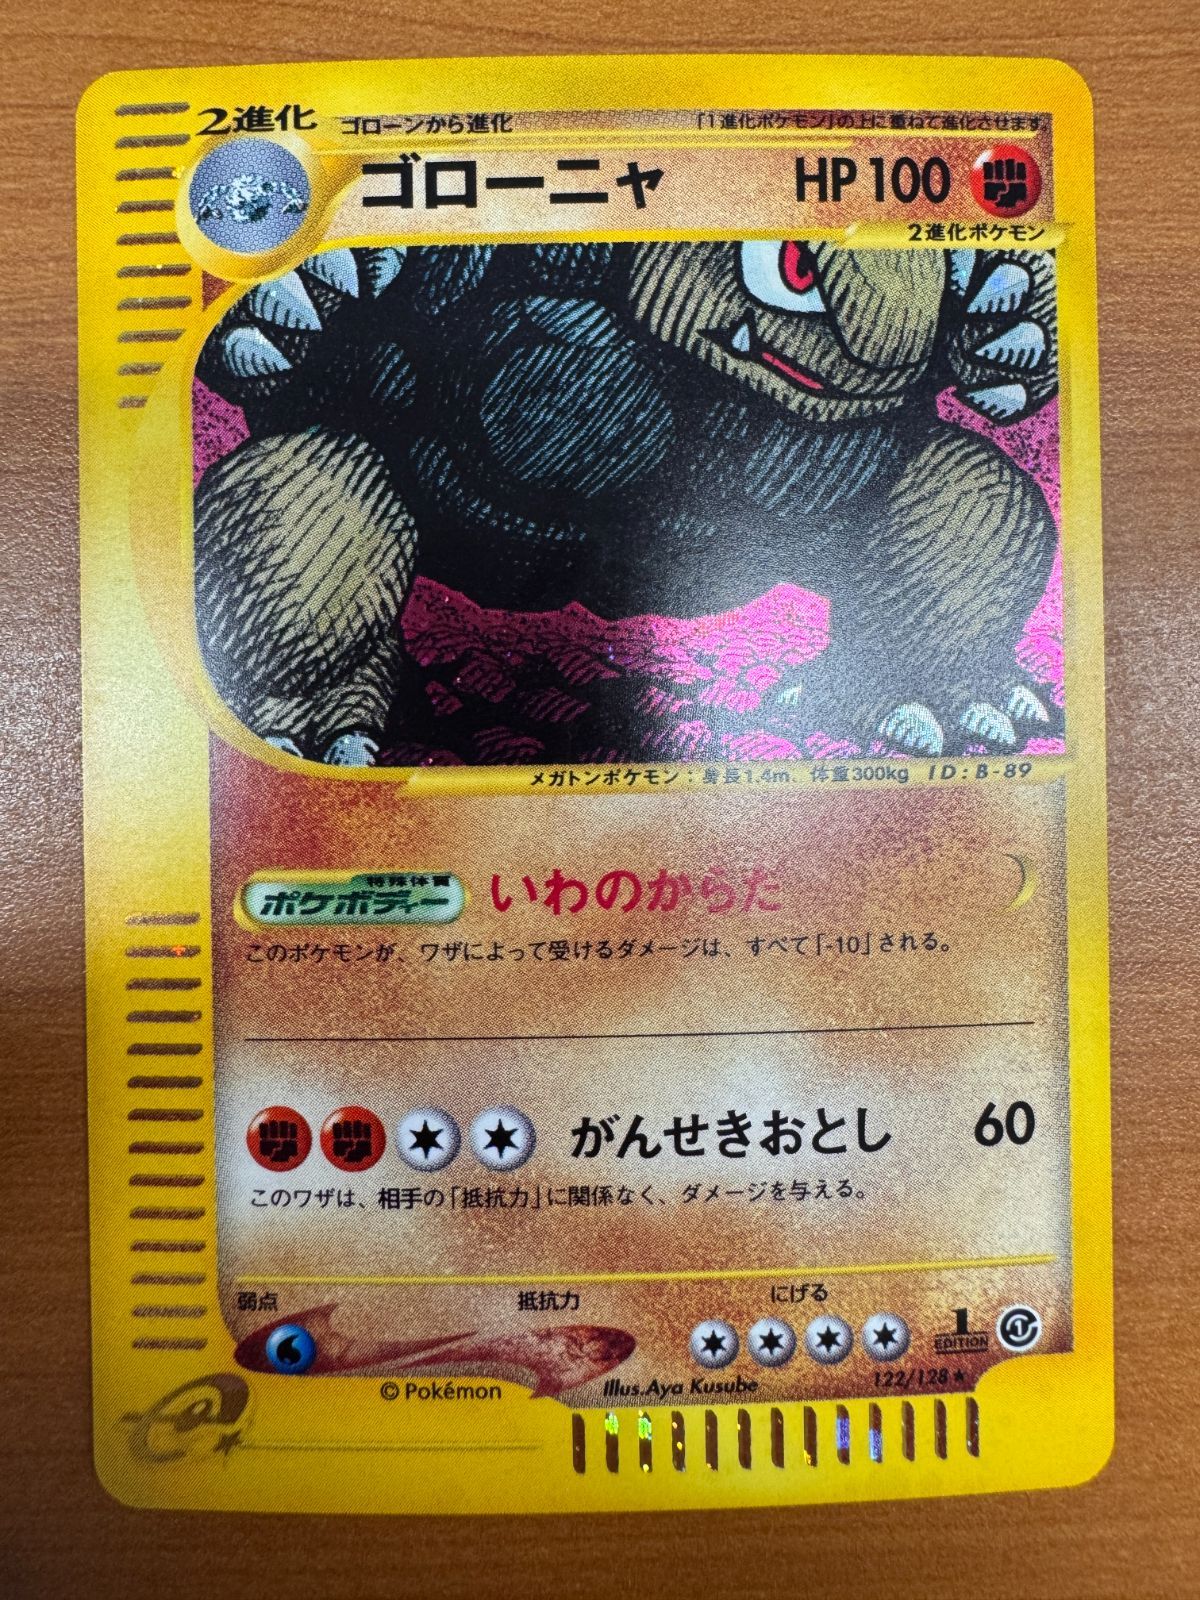 2進化 ゴローンから進化 「1進化ポケモン」の上に重ねて進化させます。
ゴローニャ HP 100
2進化ポケモン
メガトンポケモン：身長1.4m、体重300kg ID：B-89
特殊体質
ポケボディー いわのからだ
このポケモンが、ワザによって受けるダメージは、すべて「-10」される。
がんせきおとし 60
このワザは、相手の「抵抗力」に関係なく、ダメージを与える。
弱点 抵抗力 にげる
1 EDITION 1
©Pokémon Illus.Aya Kusube 122/128★
e